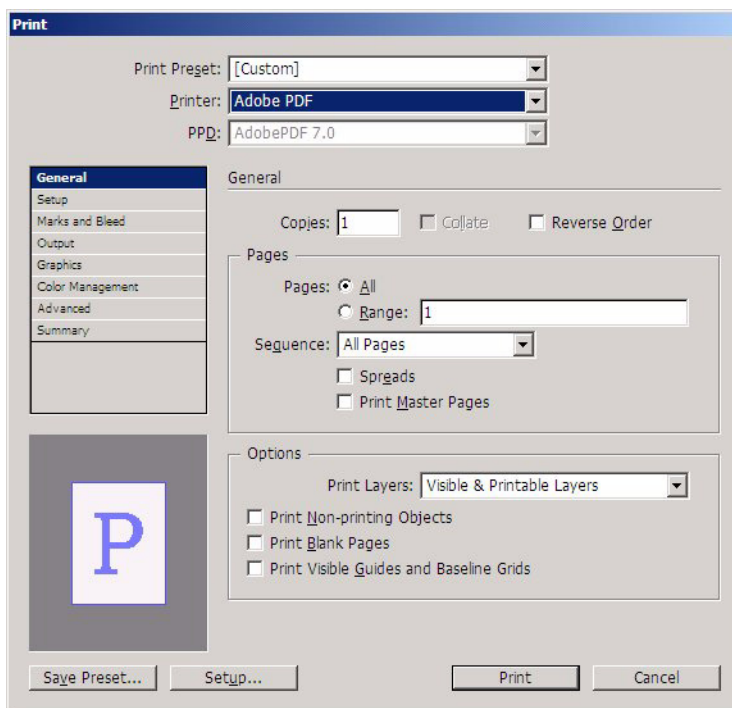 Print
Print Preset: [Custom]
Printer: Adobe PDF
PPD: AdobePDF 7.0
General
Setup
Marks and Bleed
Output
Graphics
Color Management
Advanced
Summary
General
Copies: 1 Collate Reverse Order
Pages
Pages: All
Range: 1
Sequence: All Pages
Spreads
Print Master Pages
Options
Print Layers: Visible & Printable Layers
Print Non-printing Objects
Print Blank Pages
Print Visible Guides and Baseline Grids
P
Save Preset... Setup... Print Cancel